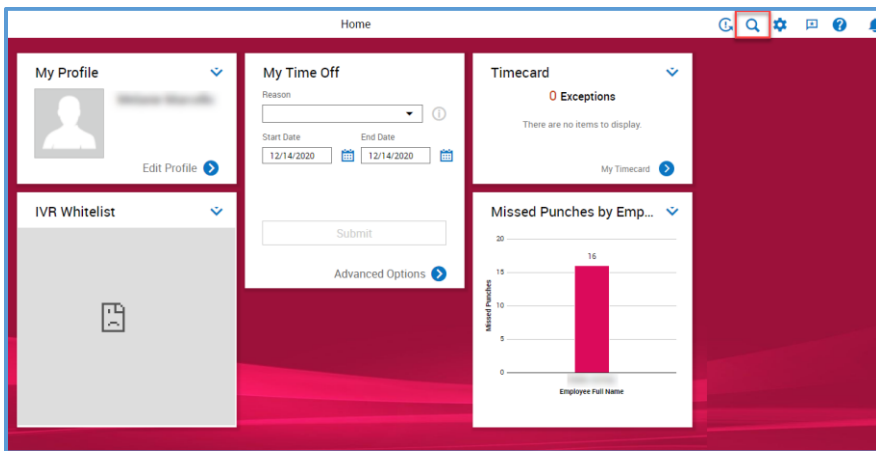 Home
My Profile
Edit Profile
My Time Off
Reason
Start Date End Date
12/14/2020 12/14/2020
Submit
Advanced Options
Timecard
0 Exceptions
There are no items to display.
My Timecard
IVR Whitelist
Missed Punches by Emp...
20
16
15
10
5
0
Missed Punches
Employee Full Name